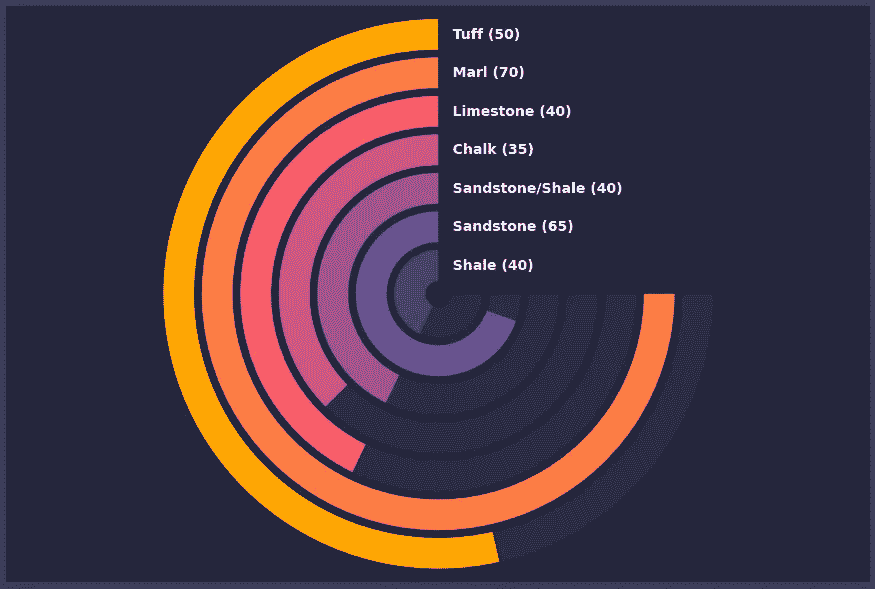 Tuff (50)
Marl (70)
Limestone (40)
Chalk (35)
Sandstone/Shale (40)
Sandstone (65)
Shale (40)